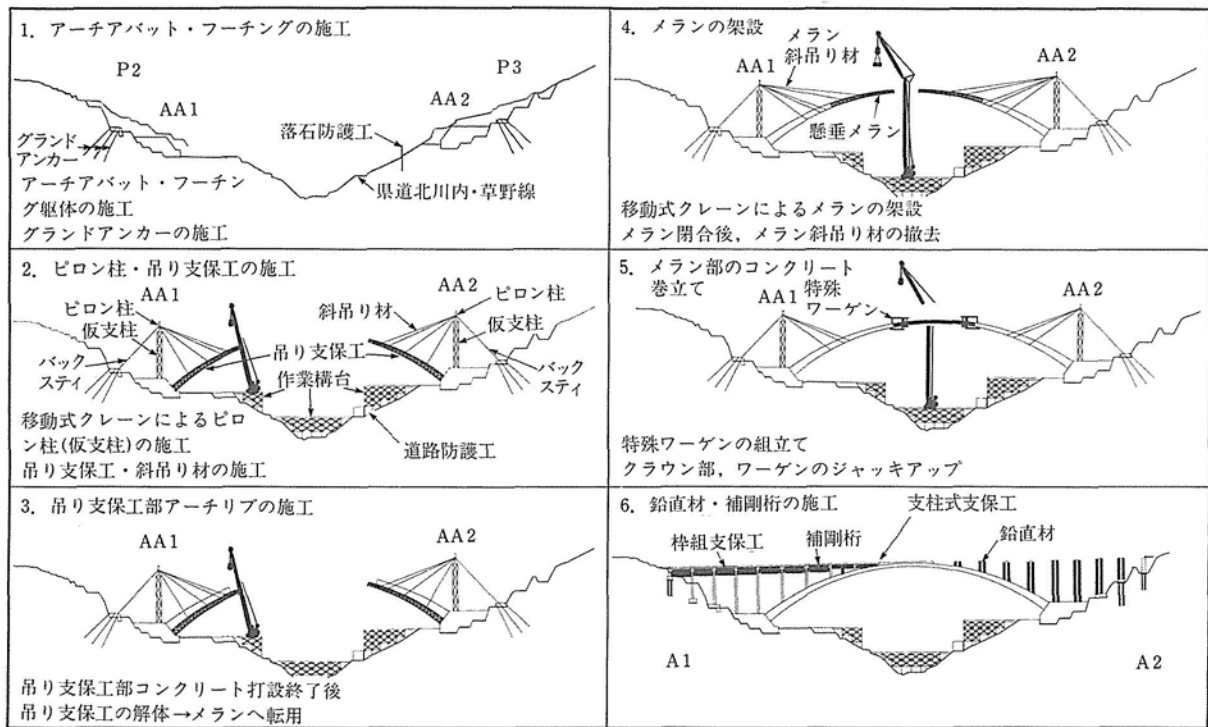 1. アーチアバット・フーチングの施工
P2
P3
AA1
AA2
落石防護工
グランド
アンカー
県道北川内・草野線
アーチアバット・フーチン
グ躯体の施工
グランドアンカーの施工
2. ピロン柱・吊り支保工の施工
AA1
AA2
ピロン柱
仮支柱
斜吊り材
ピロン柱
仮支柱
吊り支保工
バック
スティ
作業構台
バック
スティ
移動式クレーンによるピロ
ン柱(仮支柱)の施工
吊り支保工・斜吊り材の施工
道路防護工
3. 吊り支保工部アーチリブの施工
AA1
AA2
吊り支保工部コンクリート打設終了後
吊り支保工の解体→メランへ転用
4. メランの架設
メラン
斜吊り材
AA1
AA2
懸垂メラン
移動式クレーンによるメランの架設
メラン閉合後，メラン斜吊り材の撤去
5. メラン部のコンクリート
巻立て
特殊
ワーゲン
AA1
AA2
特殊ワーゲンの組立て
クラウン部，ワーゲンのジャッキアップ
6. 鉛直材・補剛桁の施工
支柱式支保工
枠組支保工
補剛桁
鉛直材
A1
A2